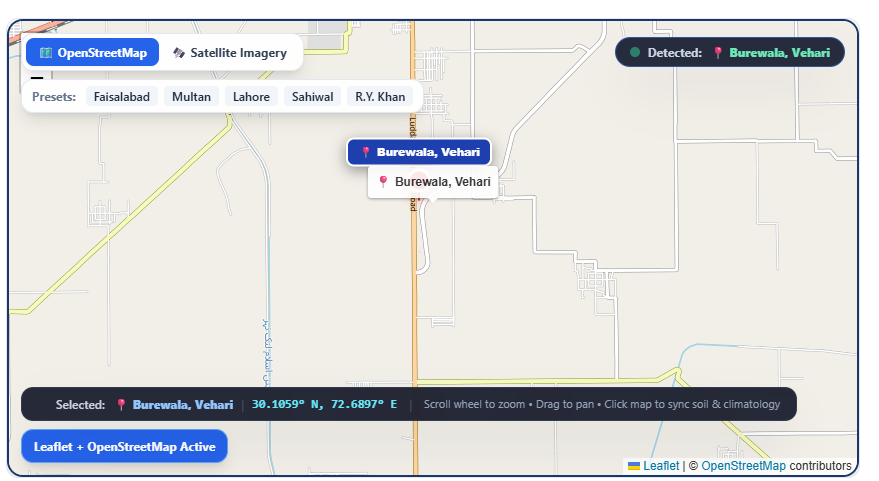 OpenStreetMap
Satellite Imagery
Detected: Burewala, Vehari
Presets: Faisalabad Multan Lahore Sahiwal R.Y. Khan
Burewala, Vehari
Burewala, Vehari
Selected: Burewala, Vehari | 30.1059° N, 72.6897° E | Scroll wheel to zoom • Drag to pan • Click map to sync soil & climatology
Leaflet + OpenStreetMap Active
Leaflet | © OpenStreetMap contributors